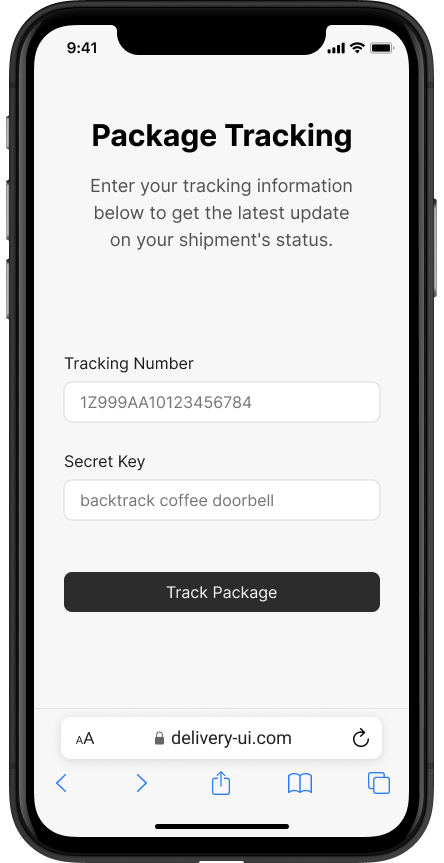 9:41
Package Tracking
Enter your tracking information
below to get the latest update
on your shipment's status.
Tracking Number
1Z999AA10123456784
Secret Key
backtrack coffee doorbell
Track Package
AA delivery-ui.com